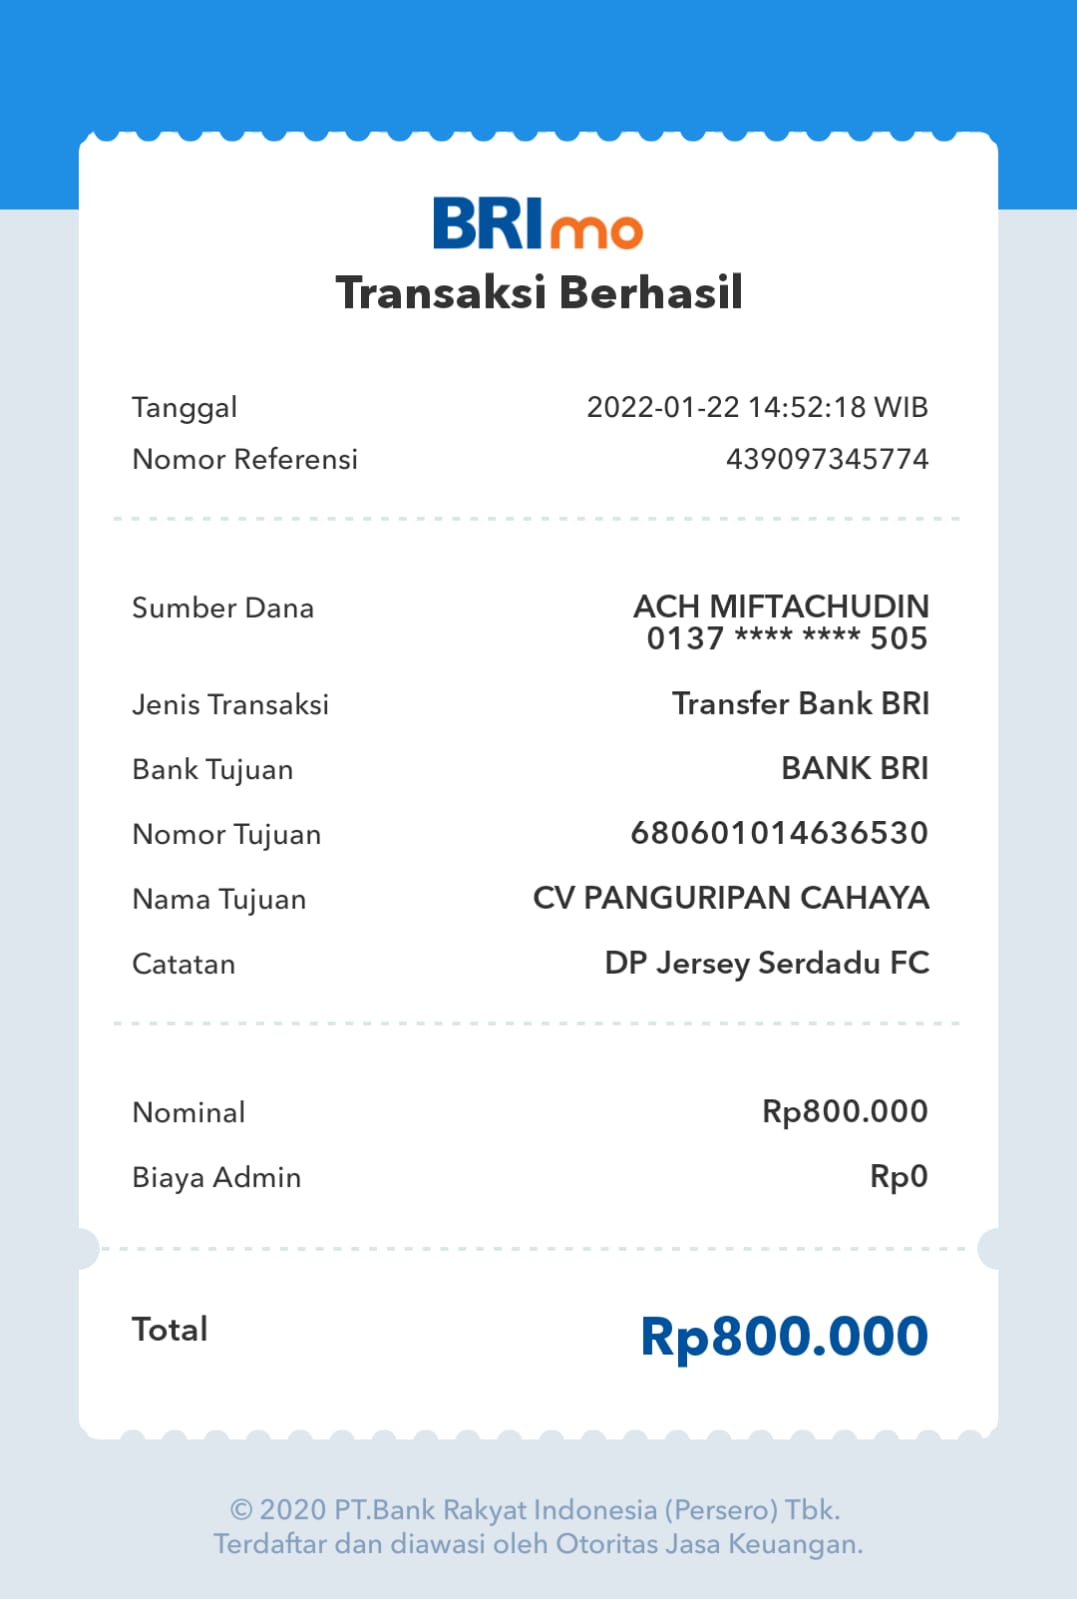 BRImo
Transaksi Berhasil
Tanggal 2022-01-22 14:52:18 WIB
Nomor Referensi 439097345774
Sumber Dana ACH MIFTACHUDIN
0137 **** **** 505
Jenis Transaksi Transfer Bank BRI
Bank Tujuan BANK BRI
Nomor Tujuan 680601014636530
Nama Tujuan CV PANGURIPAN CAHAYA
Catatan DP Jersey Serdadu FC
Nominal Rp800.000
Biaya Admin Rp0
Total Rp800.000
© 2020 PT.Bank Rakyat Indonesia (Persero) Tbk.
Terdaftar dan diawasi oleh Otoritas Jasa Keuangan.